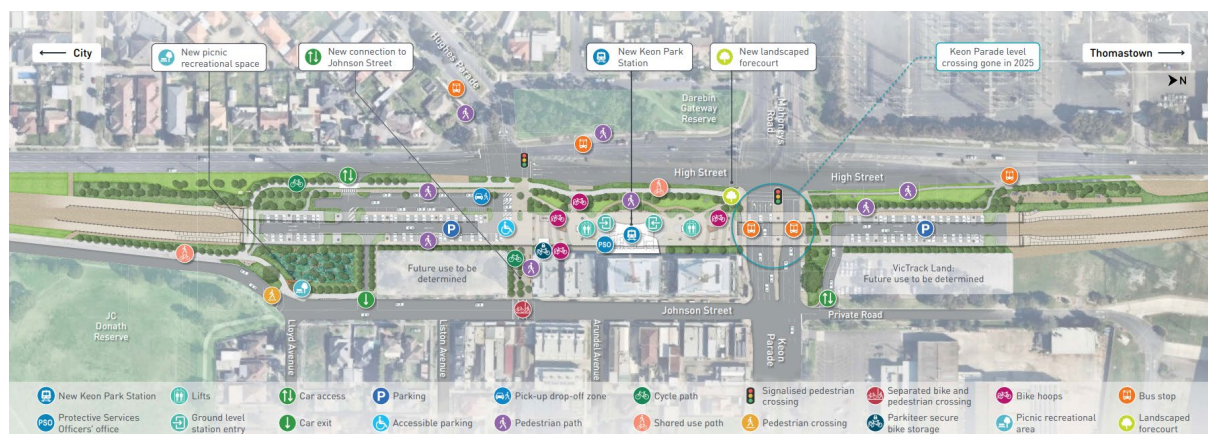 ← City
New picnic
recreational space
New connection to
Johnson Street
Hughes Parade
New Keon Park
Station
New landscaped
forecourt
Keon Parade level
crossing gone in 2025
Thomastown →
N
Darebin
Gateway
Reserve
Mahoneys
Road
High Street
High Street
P
PSO
P
Future use to be
determined
VicTrack Land:
Future use to be determined
JC
Donath
Reserve
Lloyd Avenue
Liston Avenue
Arundel Avenue
Johnson Street
Keon
Parade
Private Road
New Keon Park Station
Lifts
Car access
P Parking
Pick-up drop-off zone
Cycle path
Signalised pedestrian
crossing
Separated bike and
pedestrian crossing
Bike hoops
Bus stop
PSO Protective Services
Officers' office
Ground level
station entry
Car exit
Accessible parking
Pedestrian path
Shared use path
Pedestrian crossing
Parkiteer secure
bike storage
Picnic recreational
area
Landscaped
forecourt